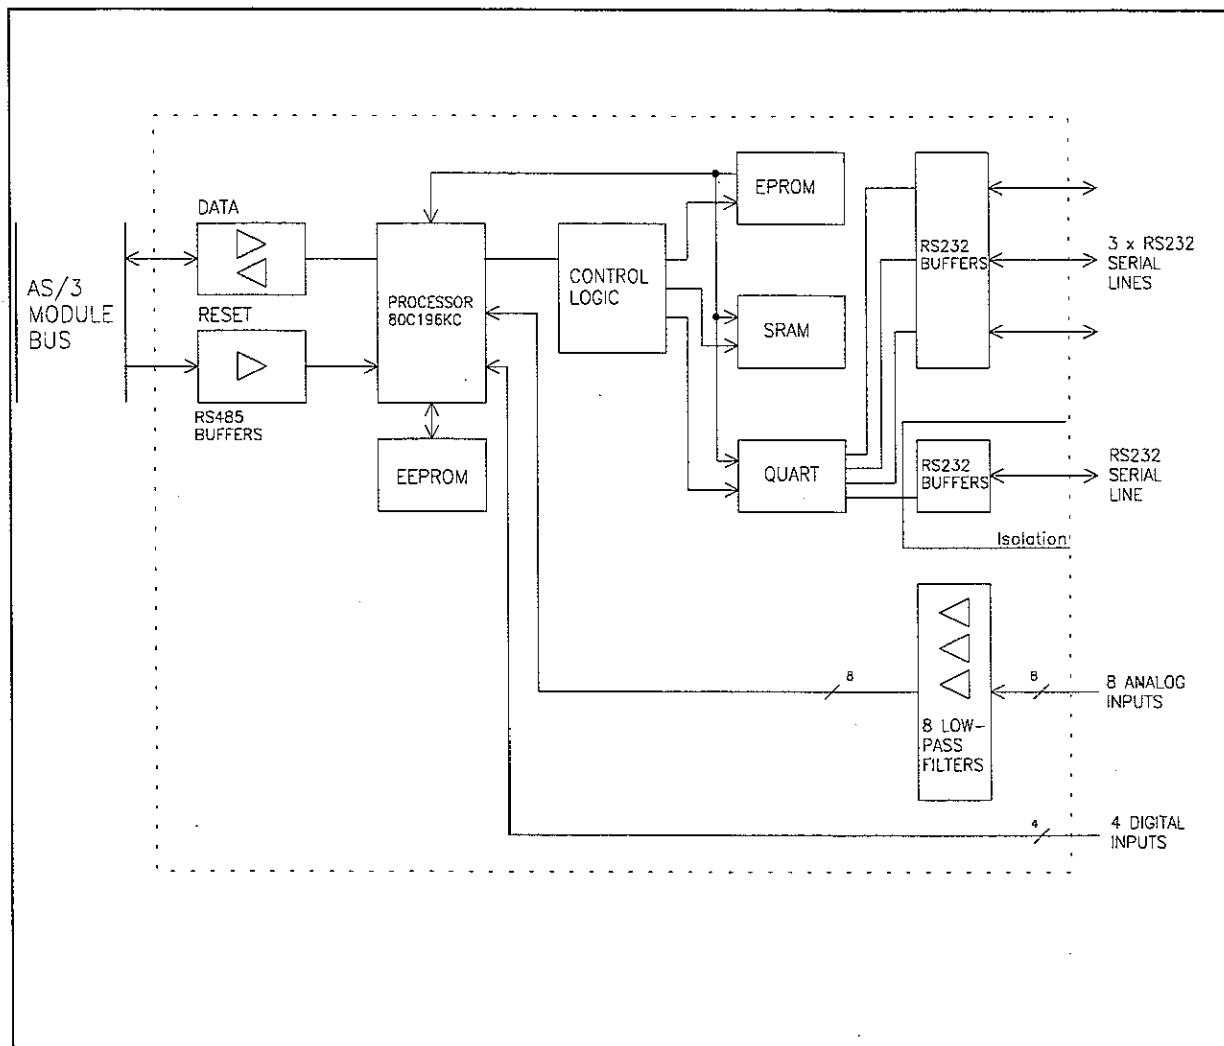 DATA
EPROM
AS/3
MODULE
BUS
PROCESSOR
80C196KC
CONTROL
LOGIC
RS232
BUFFERS
3 x RS232
SERIAL
LINES
RESET
SRAM
RS485
BUFFERS
EEPROM
QUART
RS232
BUFFERS
RS232
SERIAL
LINE
Isolation
8
8
8 ANALOG
INPUTS
8 LOW-
PASS
FILTERS
4
4 DIGITAL
INPUTS